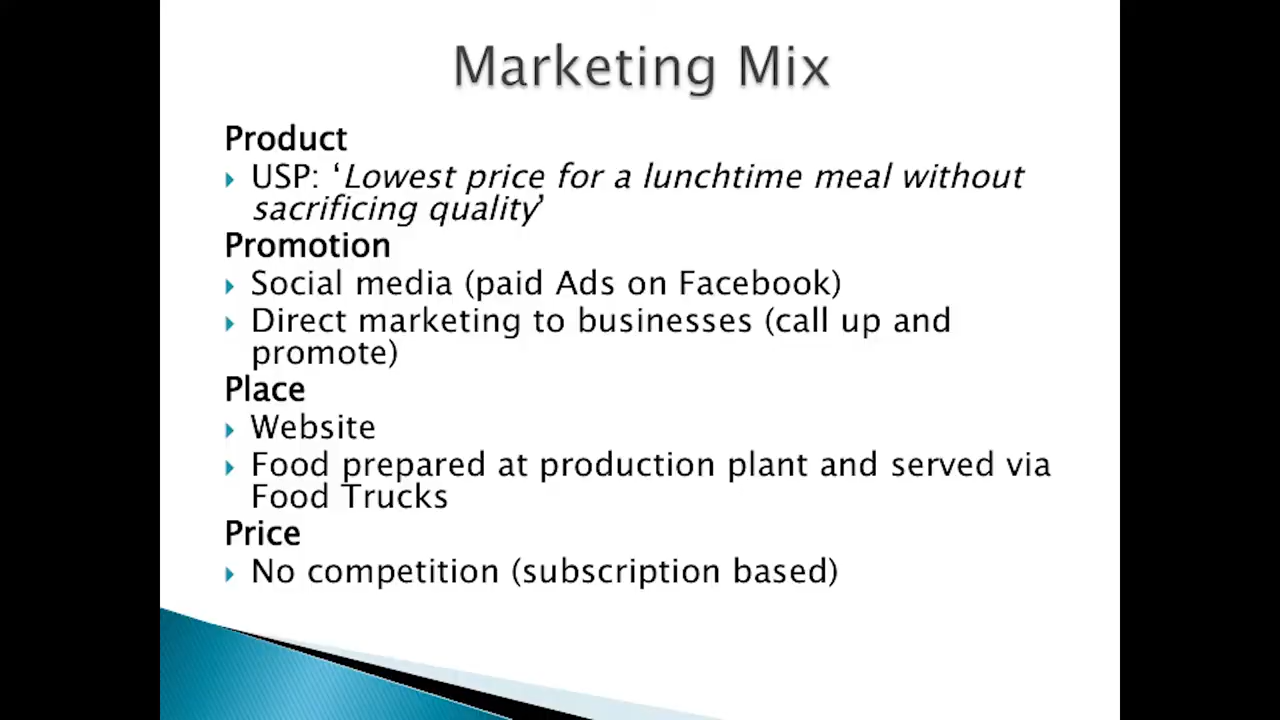 Marketing Mix
Product
USP: ‘Lowest price for a lunchtime meal without
sacrificing quality’
Promotion
Social media (paid Ads on Facebook)
Direct marketing to businesses (call up and
promote)
Place
Website
Food prepared at production plant and served via
Food Trucks
Price
No competition (subscription based)